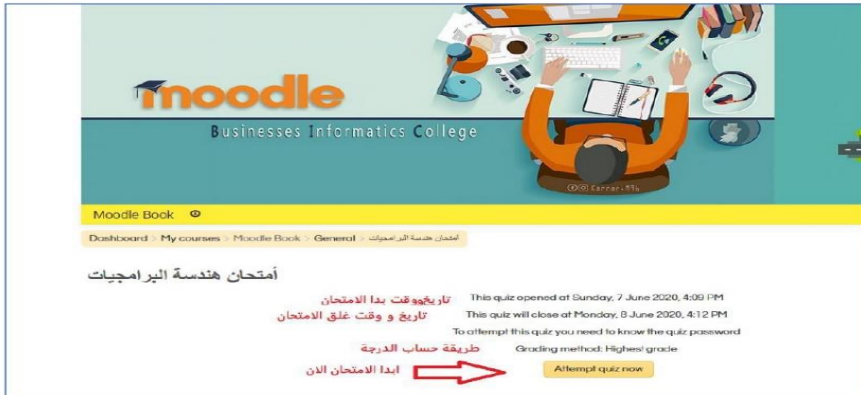 moodle
Businesses Informatics College
Moodle Book
Dashboard > My courses > Moodle Book > General > أمتحان هندسة البرامجيات
أمتحان هندسة البرامجيات
This quiz opened at Sunday, 7 June 2020, 4:09 PM تاريخ ووقت بدا الامتحان
This quiz will close at Monday, 8 June 2020, 4:12 PM تاريخ و وقت غلق الامتحان
To attempt this quiz you need to know the quiz password
Grading method: Highest grade طريقة حساب الدرجة
Attempt quiz now ابدا الامتحان الان